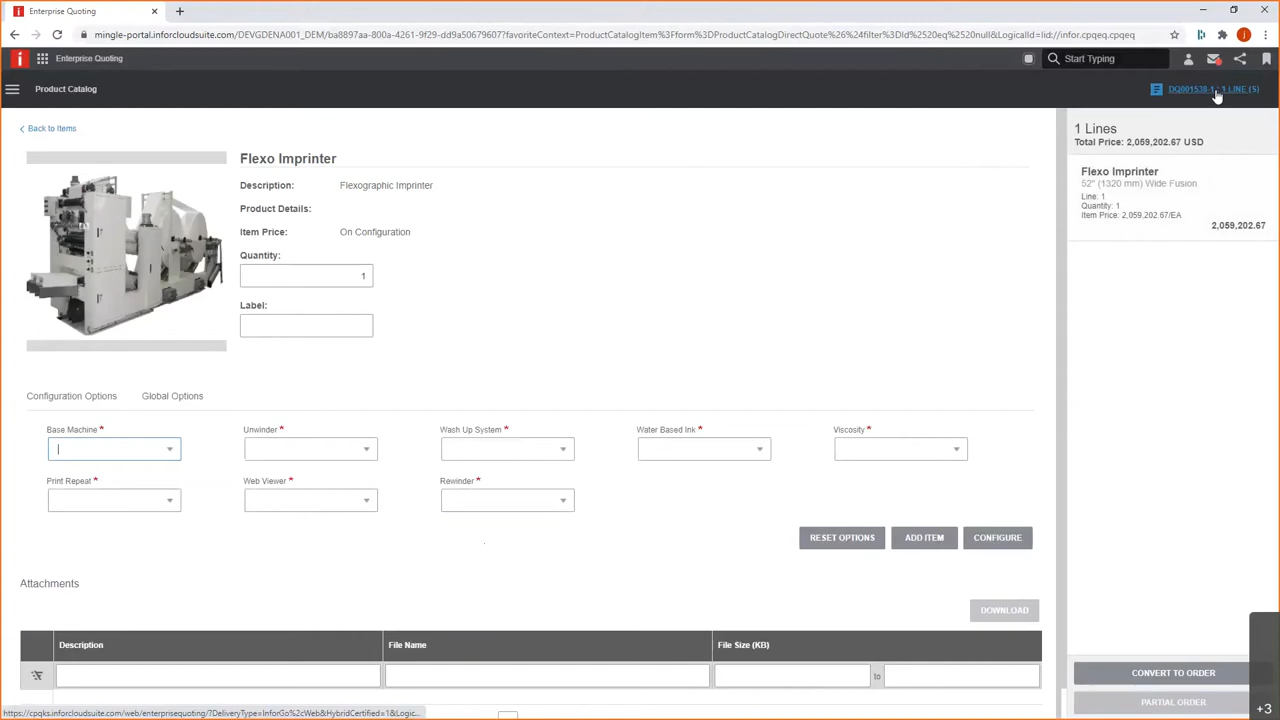 Enterprise Quoting
mingle-portal.inforcloudsuite.com/DEVGDENA001_DEM/ba8897aa-800a-4261-9f29-dd9a50679607?favoriteContext=ProductCatalogItem%3Fform%3DProductCatalogDirectQuote%26%24filter%3DId%2520eq%2520null&LogicalId=lid://infor.cpqeq...
Enterprise Quoting
Start Typing
Product Catalog
DQ001538-1 : 1 LINE (S)
Back to Items
Flexo Imprinter
Description: Flexographic Imprinter
Product Details:
Item Price: On Configuration
Quantity:
1
Label:
Configuration Options Global Options
Base Machine * Unwinder * Wash Up System * Water Based Ink * Viscosity *
Print Repeat * Web Viewer * Rewinder *
RESET OPTIONS ADD ITEM CONFIGURE
Attachments
DOWNLOAD
Description File Name File Size (KB)
to
1 Lines
Total Price: 2,059,202.67 USD
Flexo Imprinter
52" (1320 mm) Wide Fusion
Line: 1
Quantity: 1
Item Price: 2,059,202.67/EA
2,059,202.67
CONVERT TO ORDER
PARTIAL ORDER
+3
https://cpqks.inforcloudsuite.com/web/enterprisequoting/?DeliveryType=InforGo%2cWeb&HybridCertified=1&Logic...